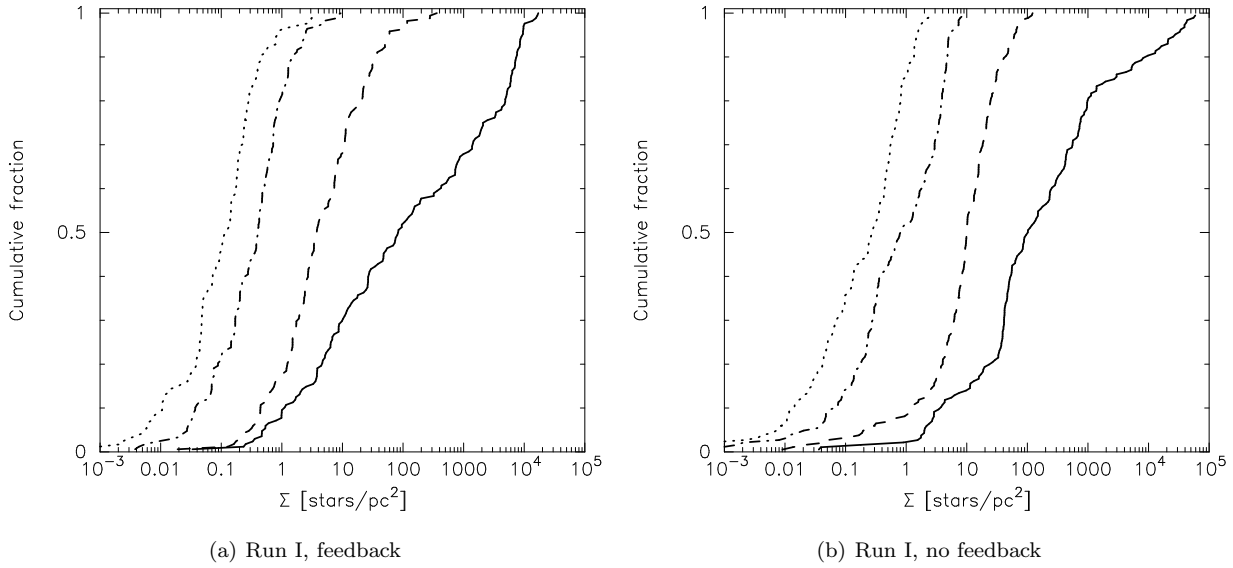 1
0.5
0
Cumulative fraction
10⁻³ 0.01 0.1 1 10 100 1000 10⁴ 10⁵
Σ [stars/pc²]
(a) Run I, feedback
1
0.5
0
Cumulative fraction
10⁻³ 0.01 0.1 1 10 100 1000 10⁴ 10⁵
Σ [stars/pc²]
(b) Run I, no feedback